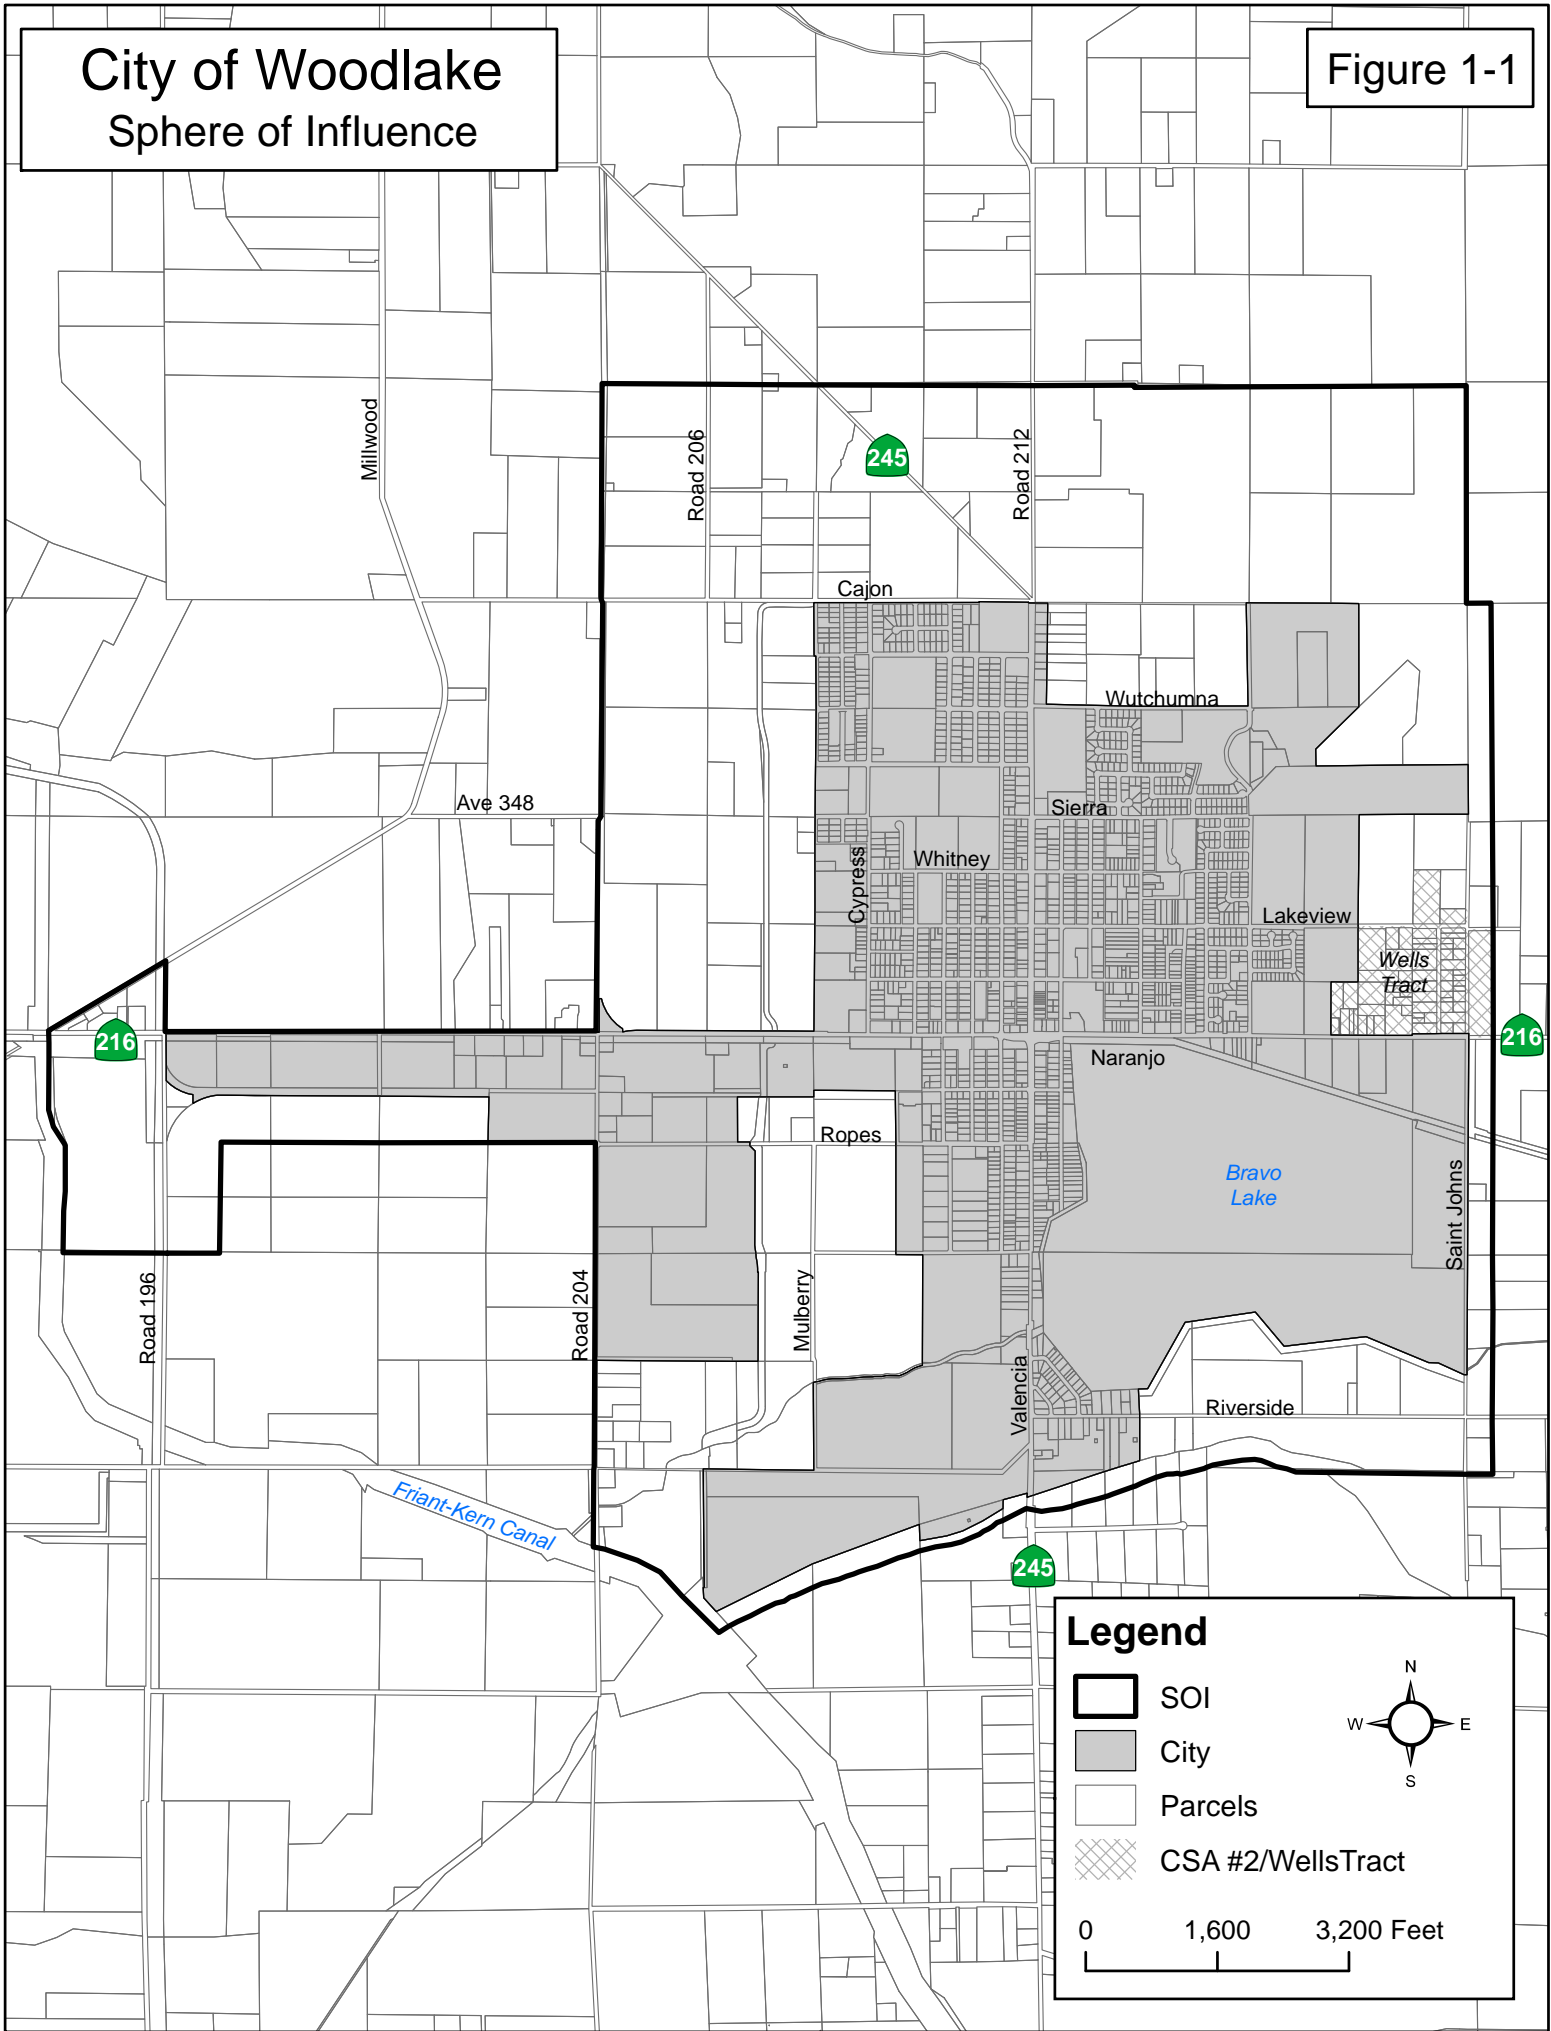 City of Woodlake
Sphere of Influence
Figure 1-1
Millwood
Road 206
245
Road 212
Cajon
Wutchumna
Ave 348
Sierra
Whitney
Cypress
Lakeview
Wells
Tract
216
216
Naranjo
Ropes
Bravo
Lake
Saint Johns
Road 196
Road 204
Mulberry
Valencia
Riverside
Friant-Kern Canal
245
Legend
SOI
City
Parcels
CSA #2/WellsTract
N
W
E
S
0 1,600 3,200 Feet